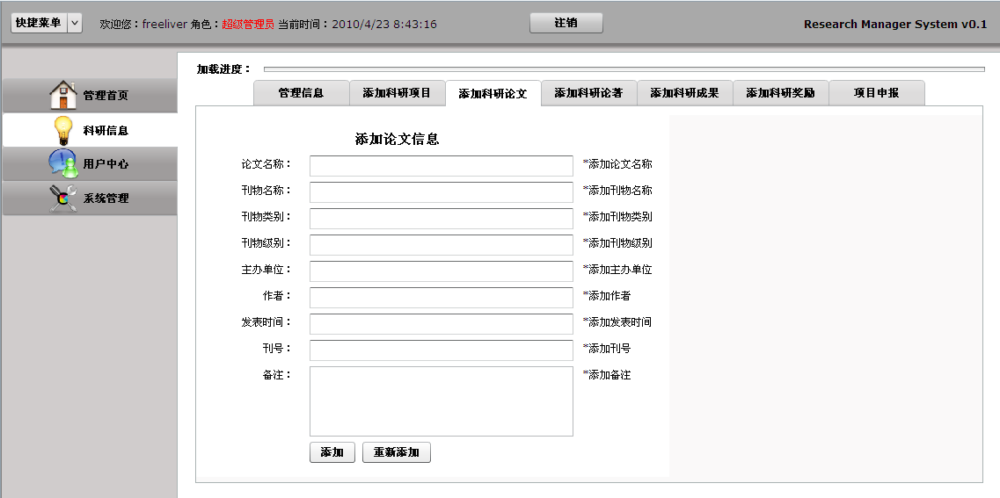 快捷菜单 欢迎您：freeliver 角色：超级管理员 当前时间：2010/4/23 8:43:16 注销 Research Manager System v0.1
管理首页
科研信息
用户中心
系统管理
加载进度：
管理信息 添加科研项目 添加科研论文 添加科研论著 添加科研成果 添加科研奖励 项目申报
添加论文信息
论文名称： *添加论文名称
刊物名称： *添加刊物名称
刊物类别： *添加刊物类别
刊物级别： *添加刊物级别
主办单位： *添加主办单位
作者： *添加作者
发表时间： *添加发表时间
刊号： *添加刊号
备注： *添加备注
添加 重新添加